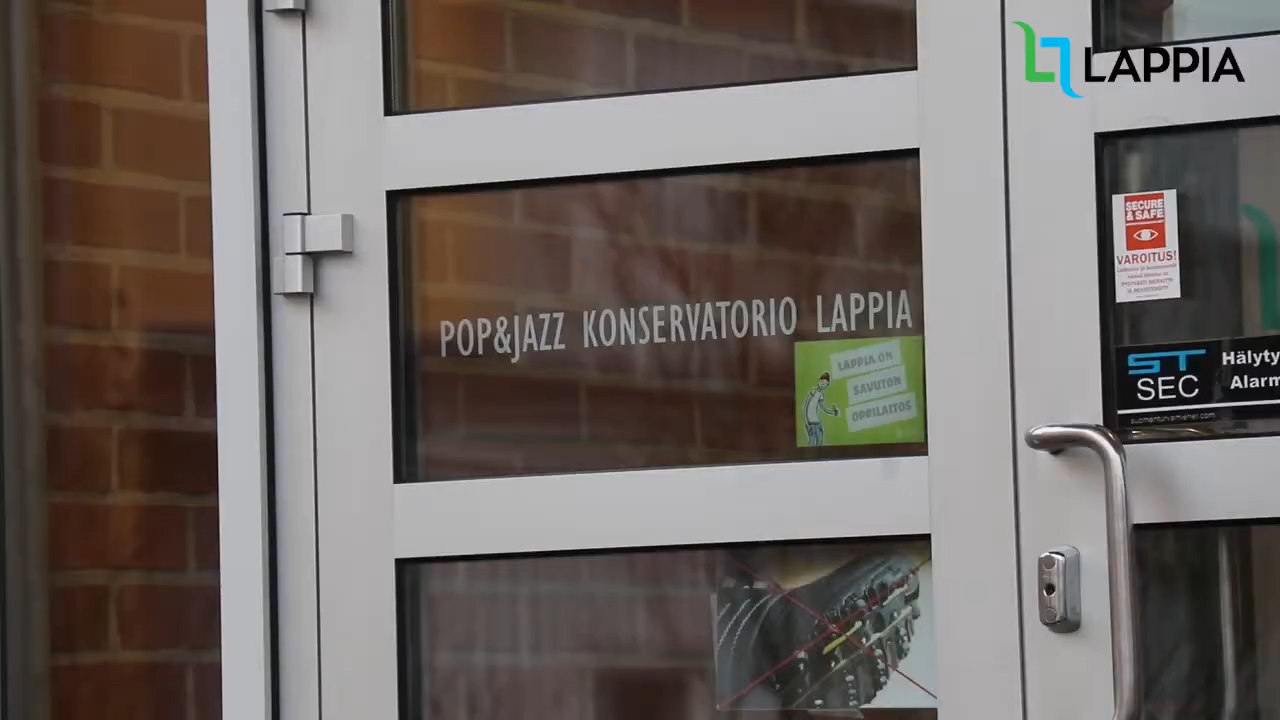 LAPPIA
POP&JAZZ KONSERVATORIO LAPPIA
LAPPIA ON
SAVUTON
OPPILAITOS
SECURE
& SAFE
VAROITUS!
ST
SEC
Hälyty
Alarm